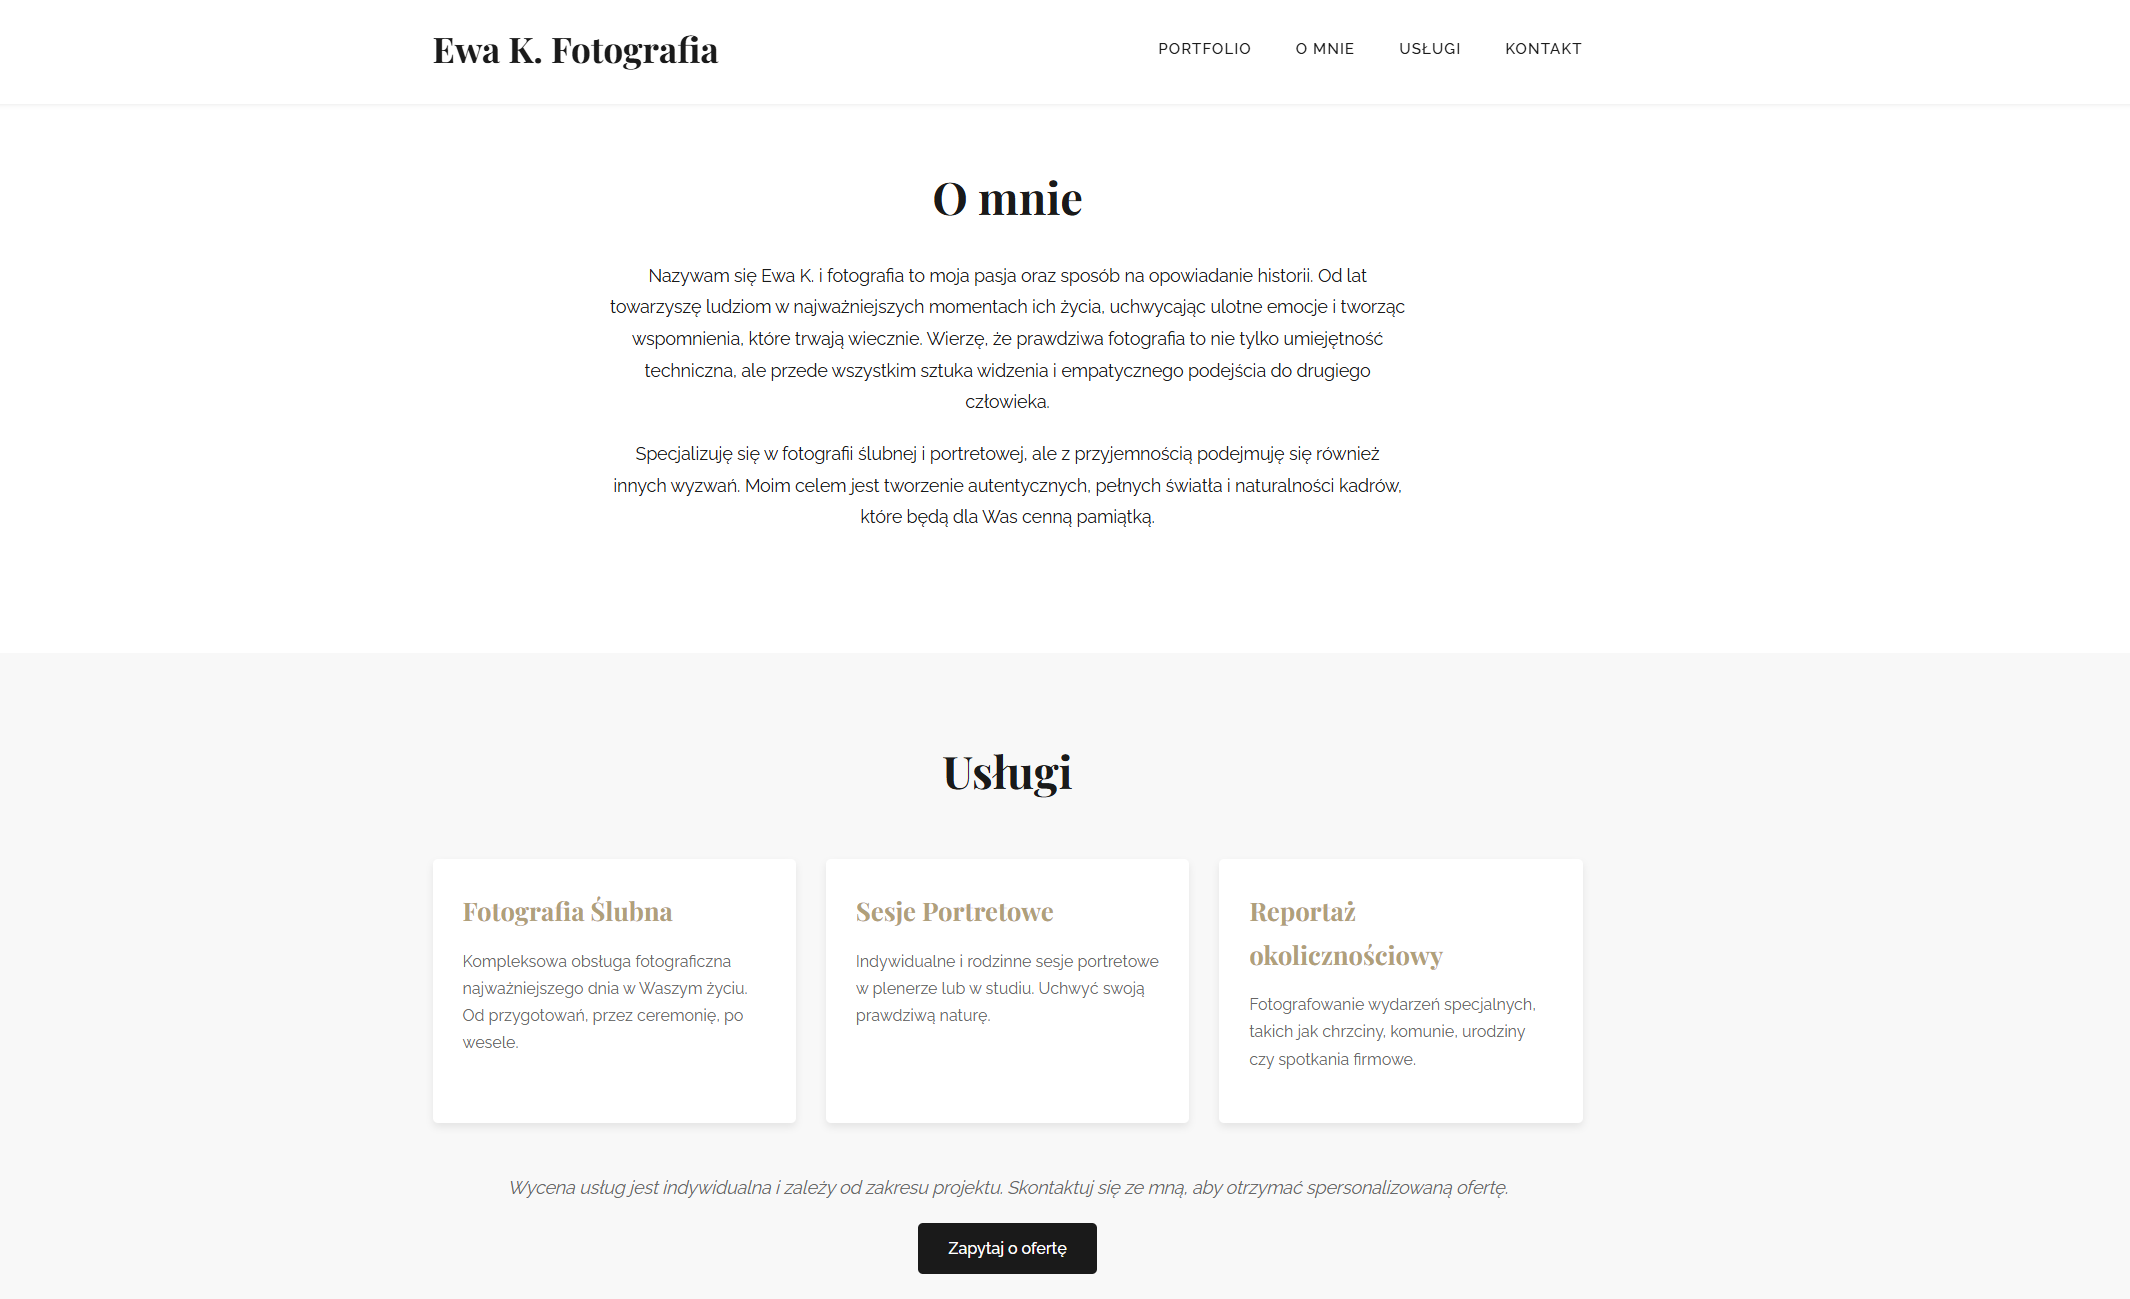 Ewa K. Fotografia
PORTFOLIO
O MNIE
USŁUGI
KONTAKT
O mnie
Nazywam się Ewa K. i fotografia to moja pasja oraz sposób na opowiadanie historii. Od lat
towarzyszę ludziom w najważniejszych momentach ich życia, uchwycając ulotne emocje i tworząc
wspomnienia, które trwają wiecznie. Wierzę, że prawdziwa fotografia to nie tylko umiejętność
techniczna, ale przede wszystkim sztuka widzenia i empatycznego podejścia do drugiego
człowieka.
Specjalizuję się w fotografii ślubnej i portretowej, ale z przyjemnością podejmuję się również
innych wyzwań. Moim celem jest tworzenie autentycznych, pełnych światła i naturalności kadrów,
które będą dla Was cenną pamiątką.
Usługi
Fotografia Ślubna
Kompleksowa obsługa fotograficzna
najważniejszego dnia w Waszym życiu.
Od przygotowań, przez ceremonię, po
wesele.
Sesje Portretowe
Indywidualne i rodzinne sesje portretowe
w plenerze lub w studiu. Uchwyć swoją
prawdziwą naturę.
Reportaż
okolicznościowy
Fotografowanie wydarzeń specjalnych,
takich jak chrzciny, komunie, urodziny
czy spotkania firmowe.
Wycena usług jest indywidualna i zależy od zakresu projektu. Skontaktuj się ze mną, aby otrzymać spersonalizowaną ofertę.
Zapytaj o ofertę